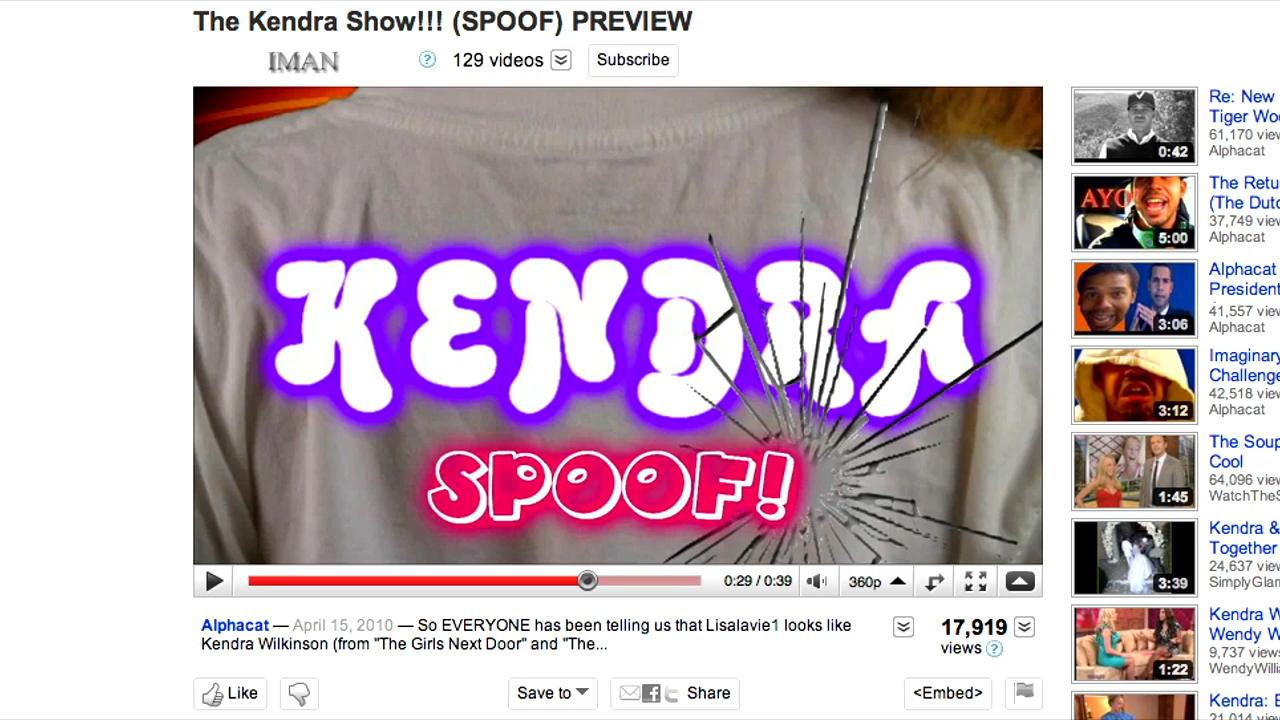 The Kendra Show!!! (SPOOF) PREVIEW
IMAN
? 129 videos Subscribe
KENDRA
SPOOF!
0:29 / 0:39 360p
Alphacat — April 15, 2010 — So EVERYONE has been telling us that Lisalavie1 looks like
Kendra Wilkinson (from "The Girls Next Door" and "The...
17,919
views ?
Like
Save to
Share
<Embed>
0:42
Re: New
Tiger Woo
61,170 view
Alphacat
AYO
5:00
The Retu
(The Dutc
37,749 view
Alphacat
3:06
Alphacat
President
41,557 view
Alphacat
3:12
Imaginary
Challenge
42,518 view
Alphacat
1:45
The Soup
Cool
64,096 view
WatchTheS
3:39
Kendra &
Together
24,637 view
SimplyGlan
1:22
Kendra W
Wendy W
9,737 views
WendyWillia
Kendra: E